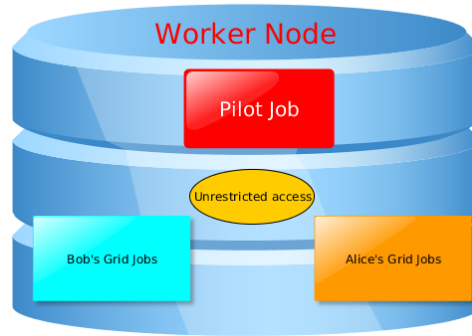 Worker Node
Pilot Job
Unrestricted access
Bob's Grid Jobs
Alice's Grid Jobs